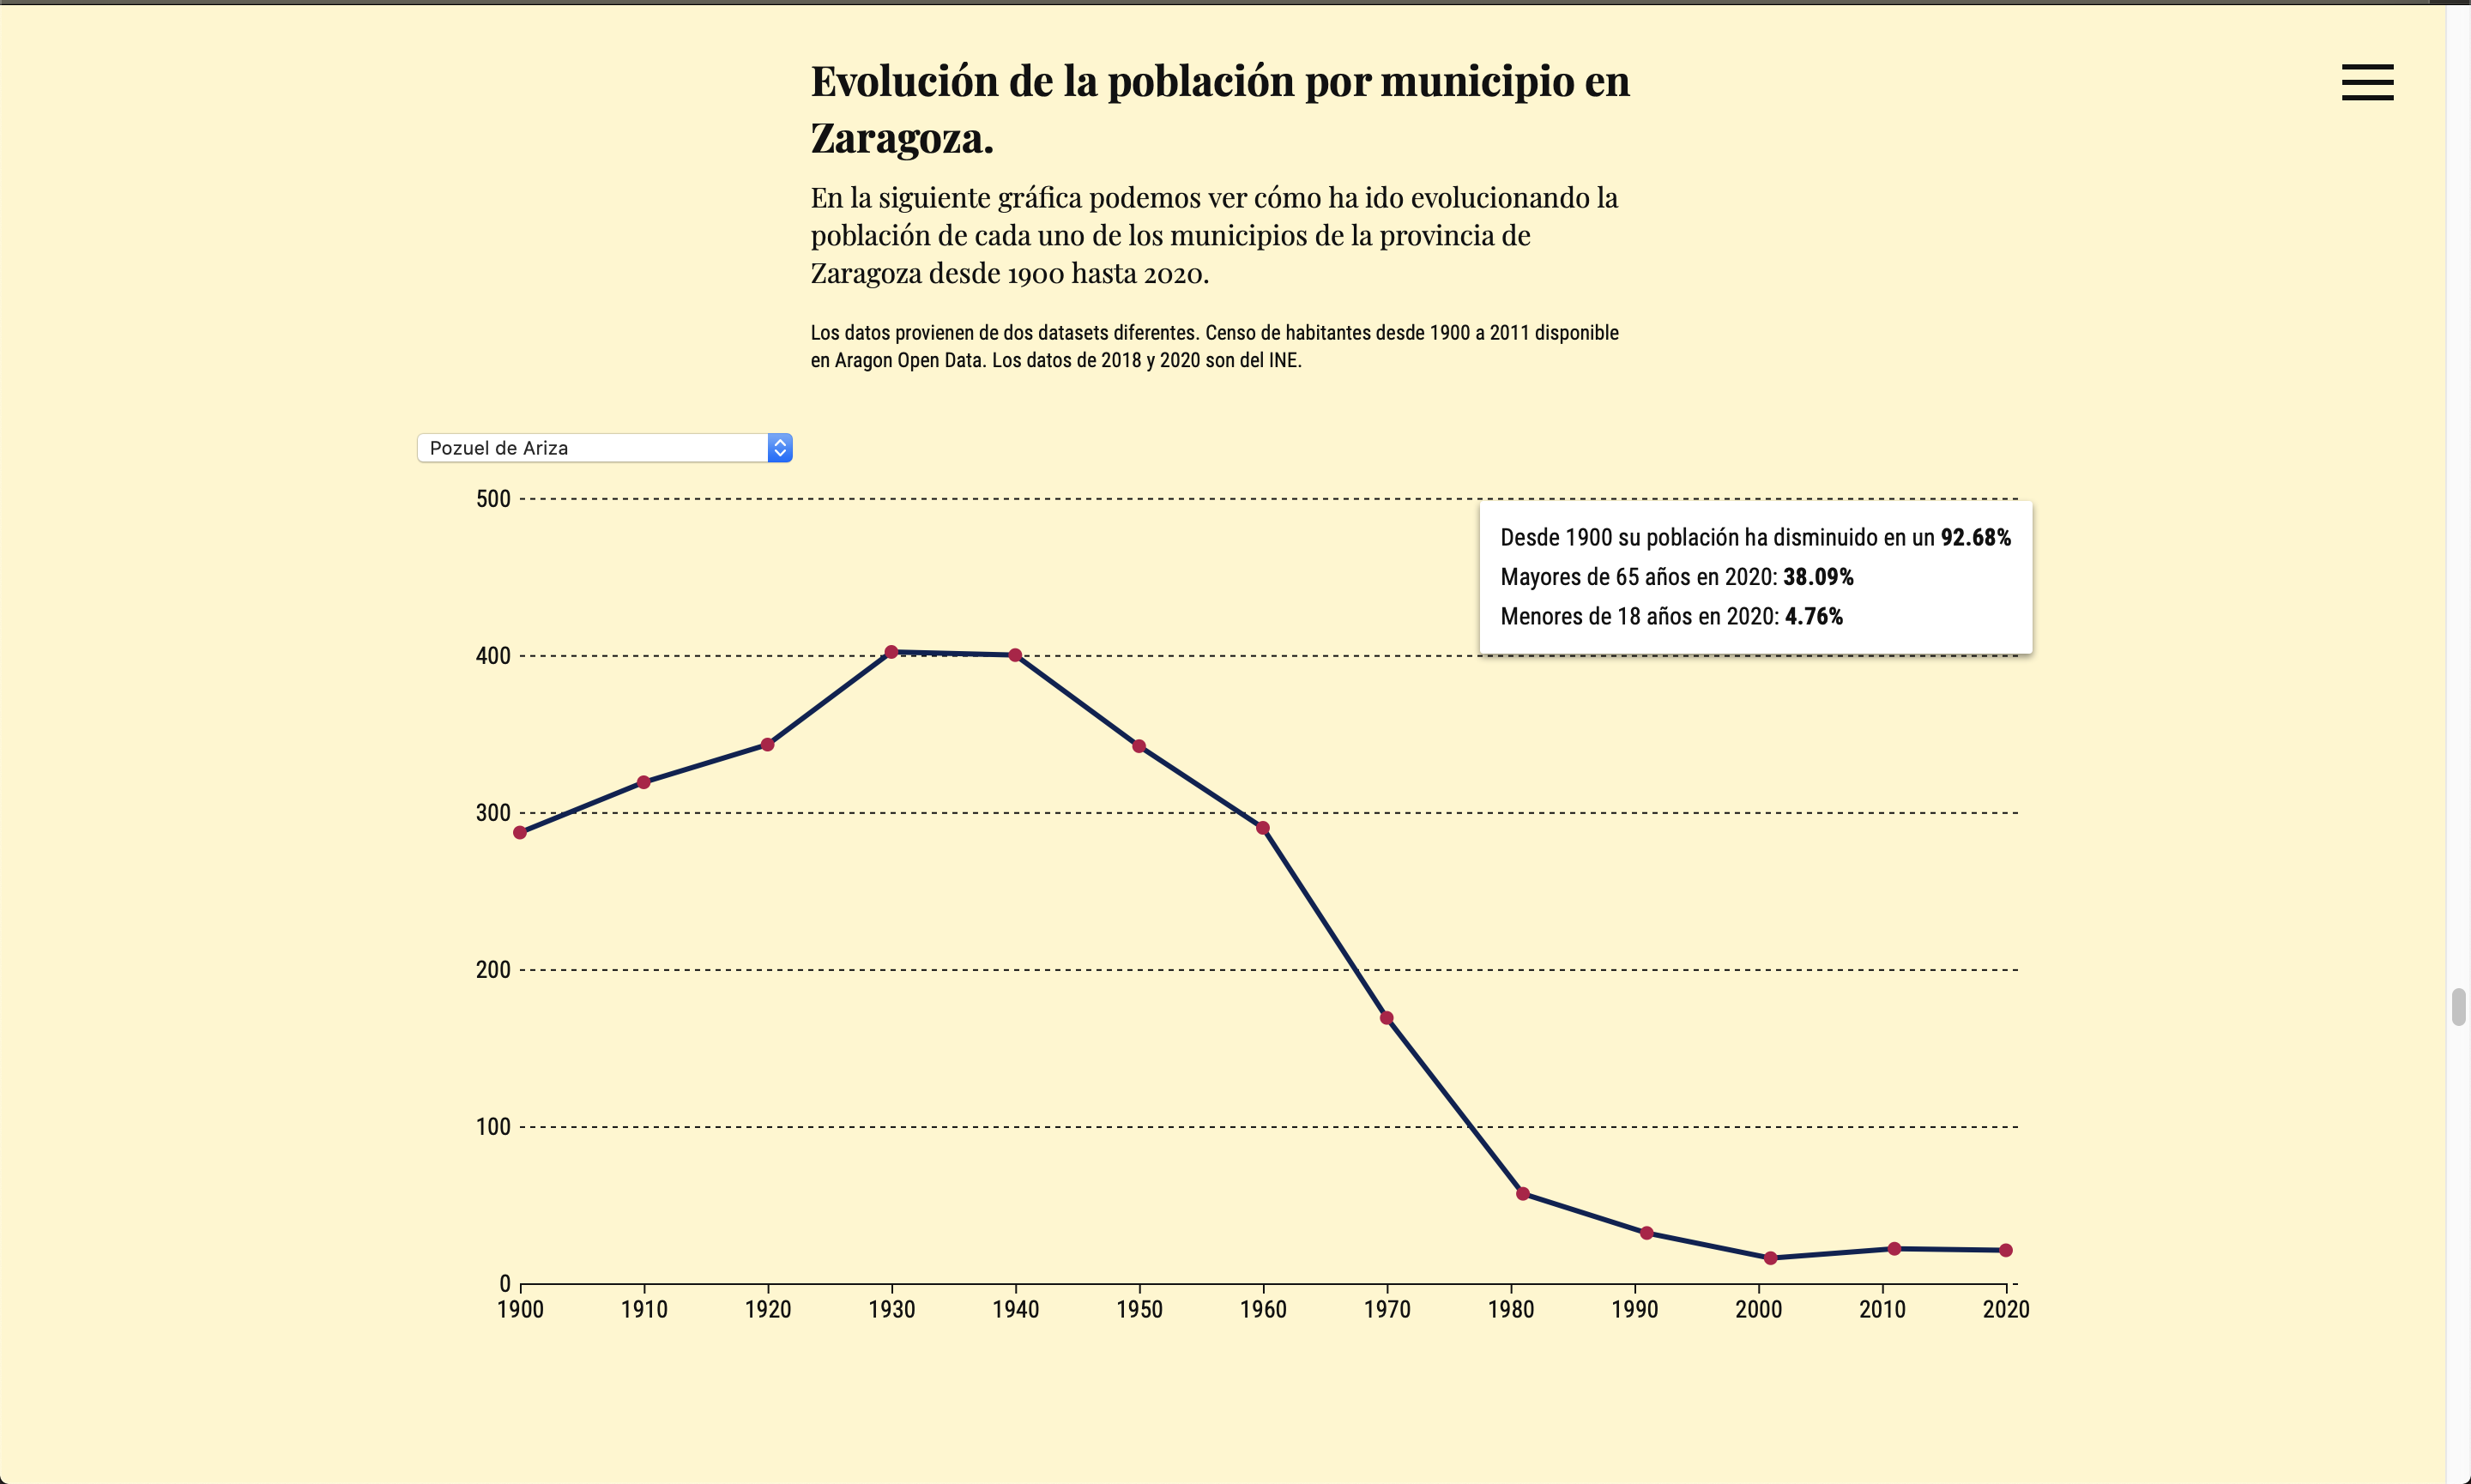 Evolución de la población por municipio en
Zaragoza.
En la siguiente gráfica podemos ver cómo ha ido evolucionando la
población de cada uno de los municipios de la provincia de
Zaragoza desde 1900 hasta 2020.
Los datos provienen de dos datasets diferentes. Censo de habitantes desde 1900 a 2011 disponible
en Aragon Open Data. Los datos de 2018 y 2020 son del INE.
Pozuel de Ariza
500
Desde 1900 su población ha disminuido en un 92.68%
Mayores de 65 años en 2020: 38.09%
Menores de 18 años en 2020: 4.76%
400
300
200
100
0
1900 1910 1920 1930 1940 1950 1960 1970 1980 1990 2000 2010 2020